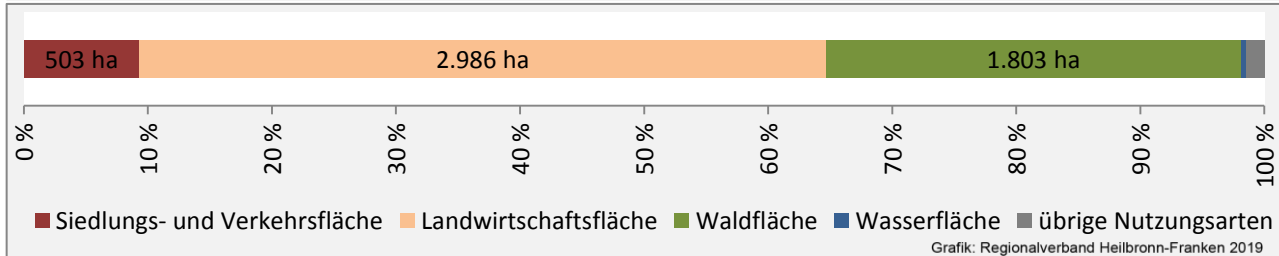 503 ha 2.986 ha 1.803 ha
0 % 10 % 20 % 30 % 40 % 50 % 60 % 70 % 80 % 90 % 100 %
Siedlungs- und Verkehrsfläche Landwirtschaftsfläche Waldfläche Wasserfläche übrige Nutzungsarten
Grafik: Regionalverband Heilbronn-Franken 2019